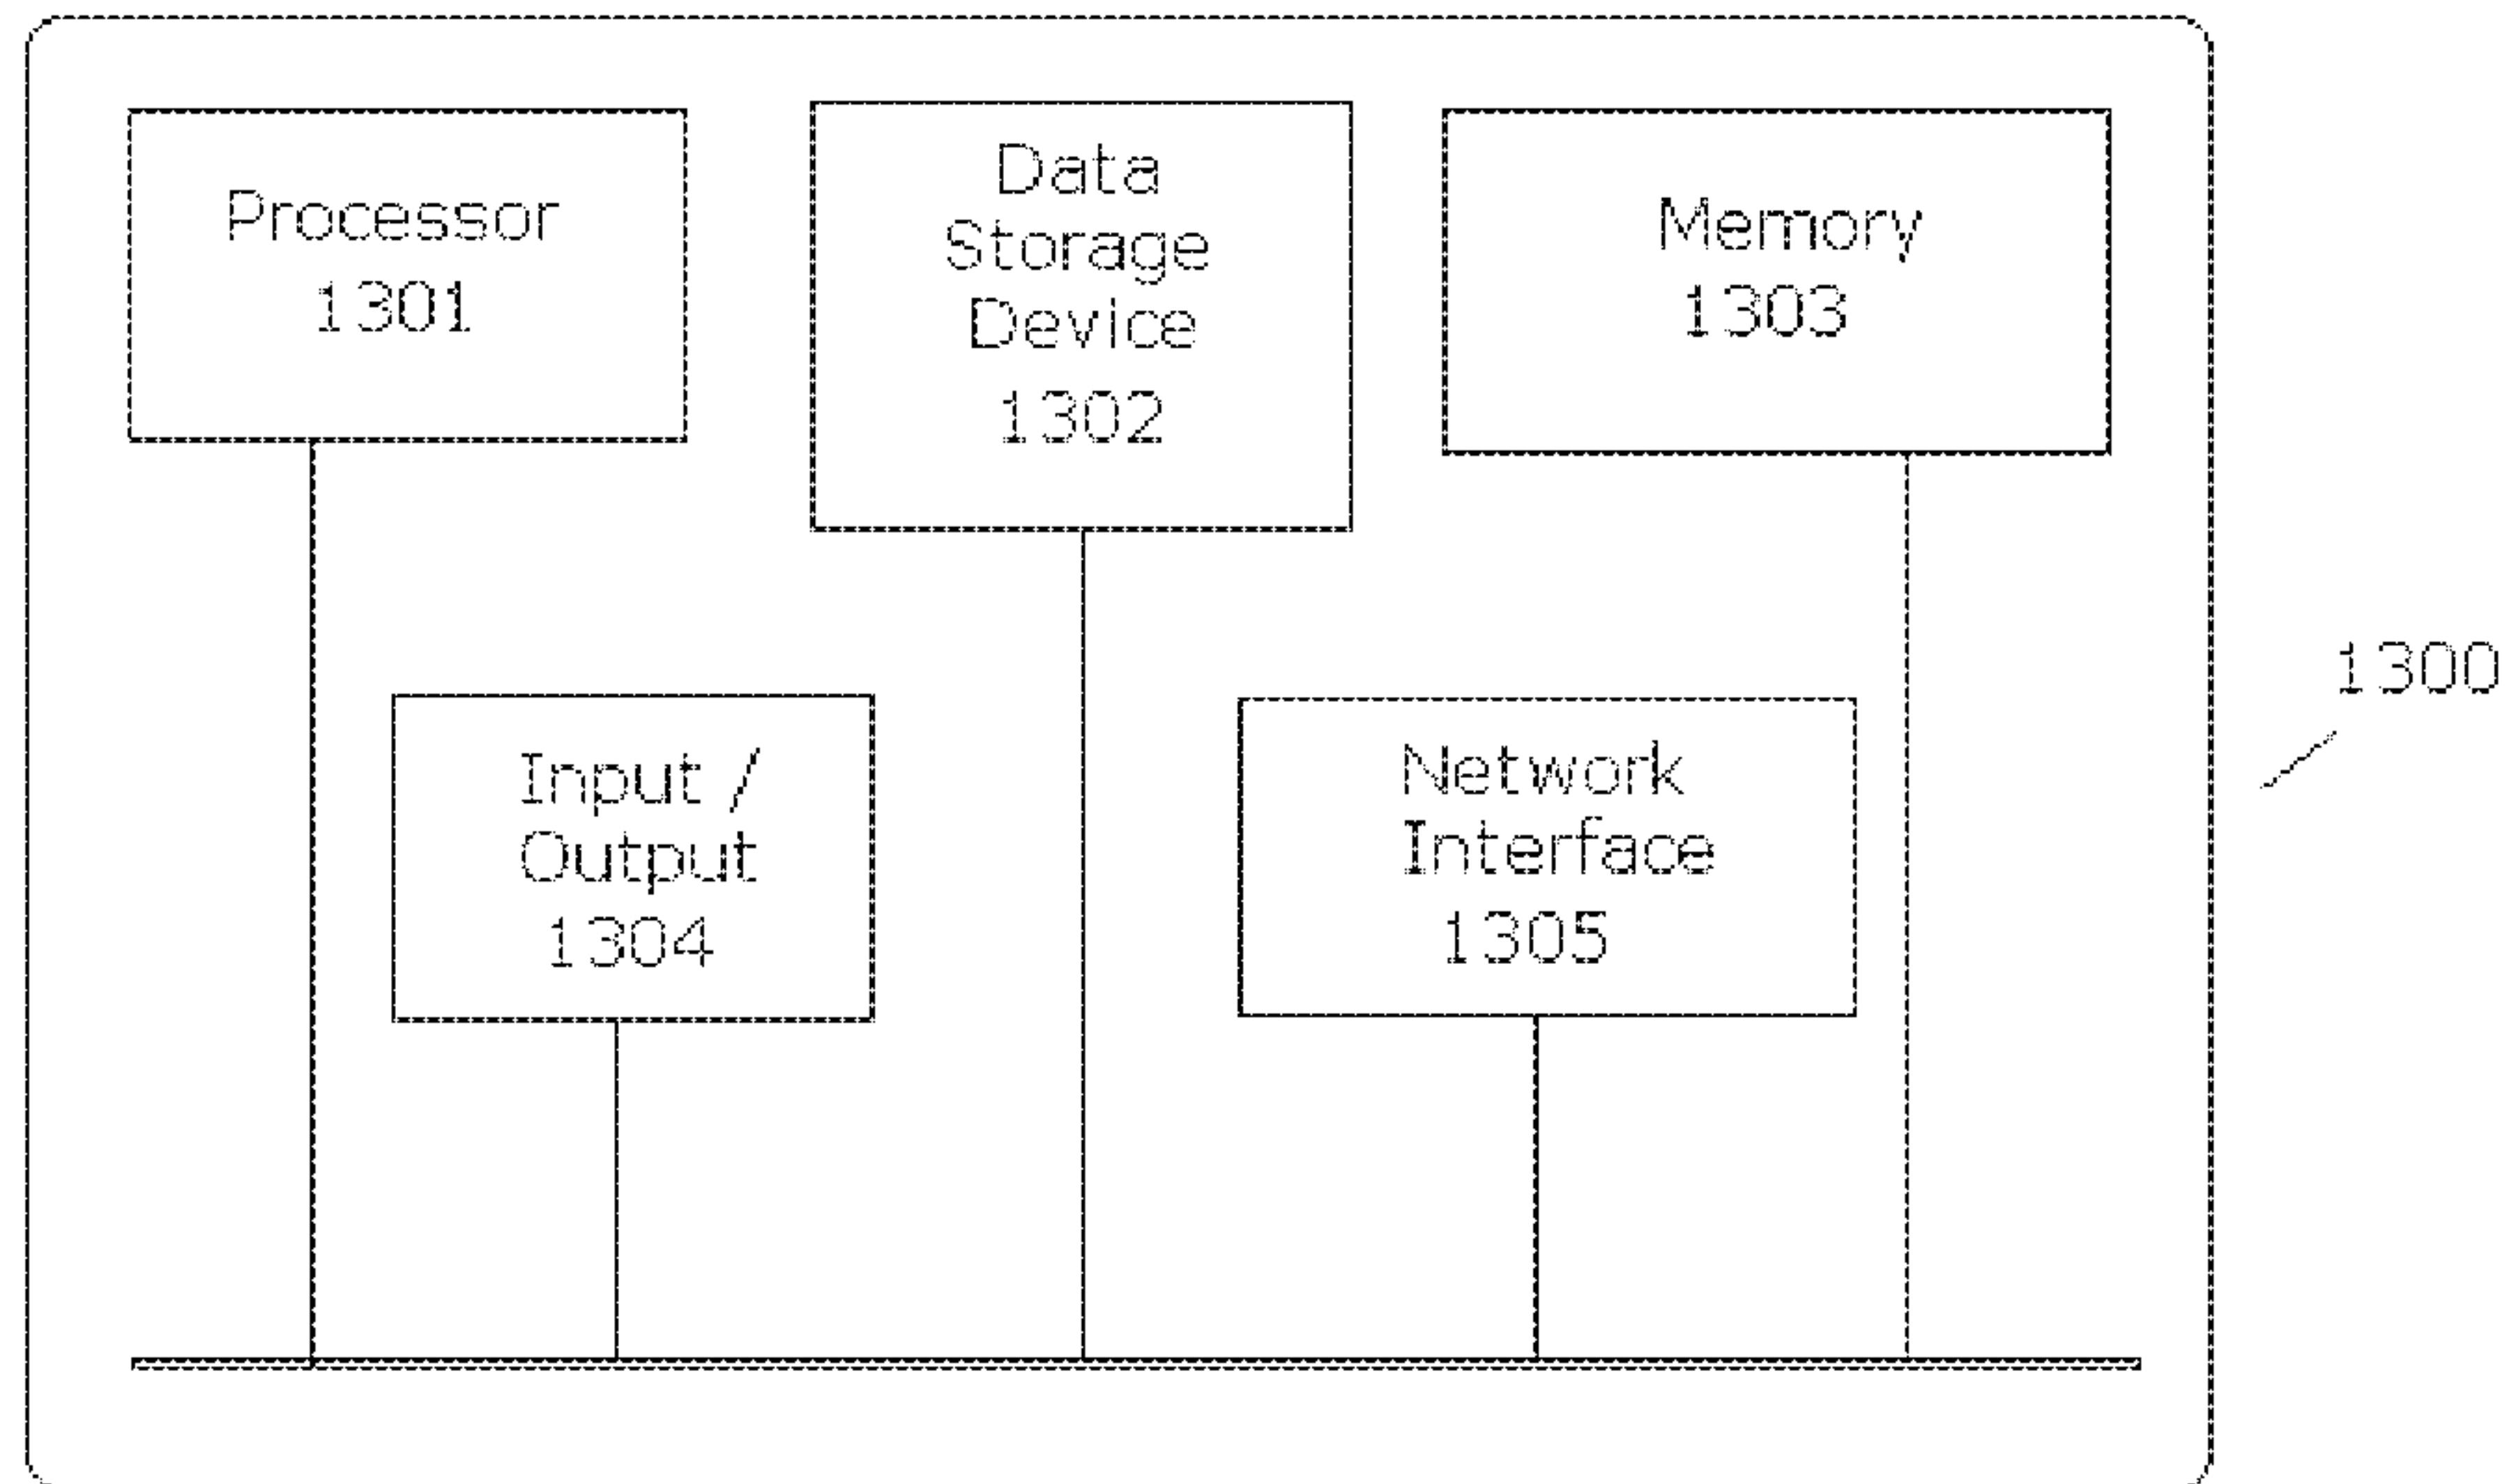 Processor
1301
Data
Storage
Device
1302
Memory
1303
1300
Input /
Output
1304
Network
Interface
1305